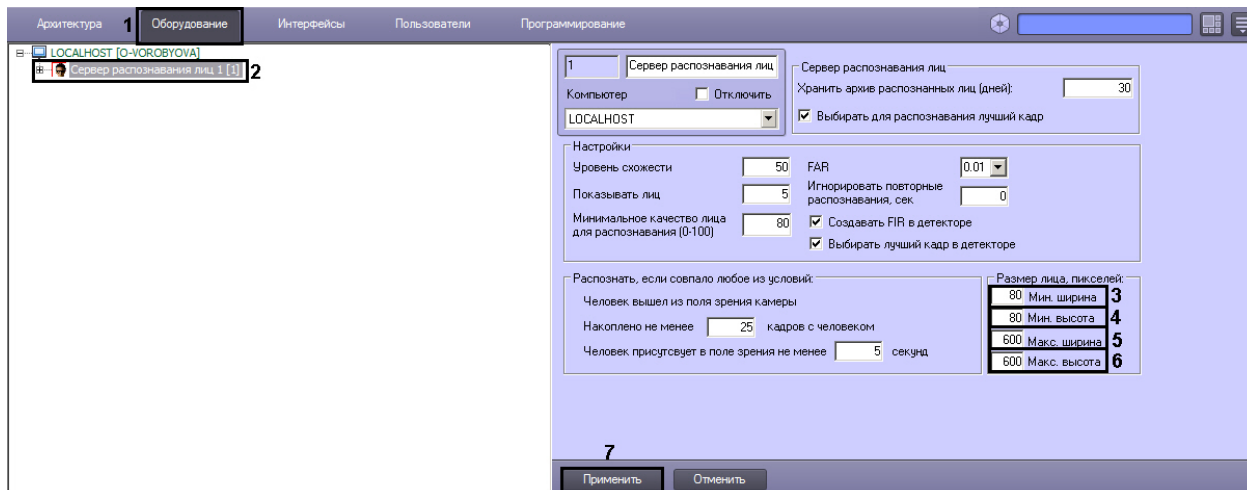 Архитектура 1 Оборудование Интерфейсы Пользователи Программирование
LOCALHOST [O-VOROBYOVA]
Сервер распознавания лиц 1 [1] 2
1 Сервер распознавания лиц
Компьютер Отключить
LOCALHOST
Сервер распознавания лиц
Хранить архив распознанных лиц (дней): 30
Выбирать для распознавания лучший кадр
Настройки
Уровень схожести 50 FAR 0.01
Показывать лиц 5 Игнорировать повторные распознавания, сек 0
Минимальное качество лица
для распознавания (0-100) 80
Создавать FIR в детекторе
Выбирать лучший кадр в детекторе
Распознать, если совпало любое из условий:
Человек вышел из поля зрения камеры
Накоплено не менее 25 кадров с человеком
Человек присутсвует в поле зрения не менее 5 секунд
Размер лица, пикселей:
80 Мин. ширина 3
80 Мин. высота 4
600 Макс. ширина 5
600 Макс. высота 6
7
Применить Отменить